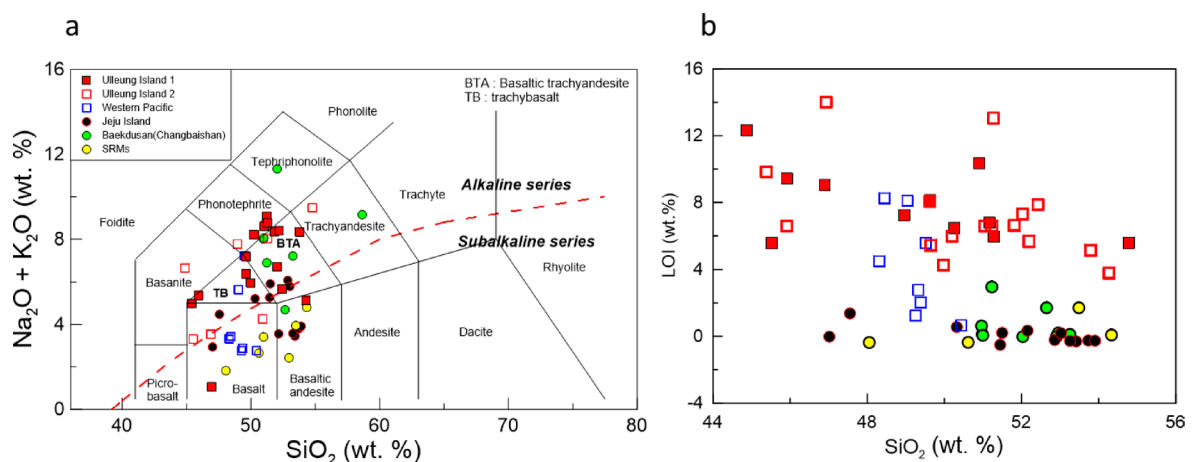 a
b
16
12
8
4
0
Na2O + K2O (wt. %)
40
50
60
70
80
SiO2 (wt. %)
Ulleung Island 1
Ulleung Island 2
Western Pacific
Jeju Island
Baekdusan(Changbaishan)
SRMs
BTA : Basaltic trachyandesite
TB : trachybasalt
Phonolite
Tephriphonolite
Trachyte
Alkaline series
Phonotephrite
Foidite
Trachyandesite
BTA
Subalkaline series
Rhyolite
Basanite
TB
Andesite
Dacite
Picro-
basalt
Basalt
Basaltic
andesite
16
12
8
4
0
-4
LOI (wt.%)
44
48
52
56
SiO2 (wt. %)